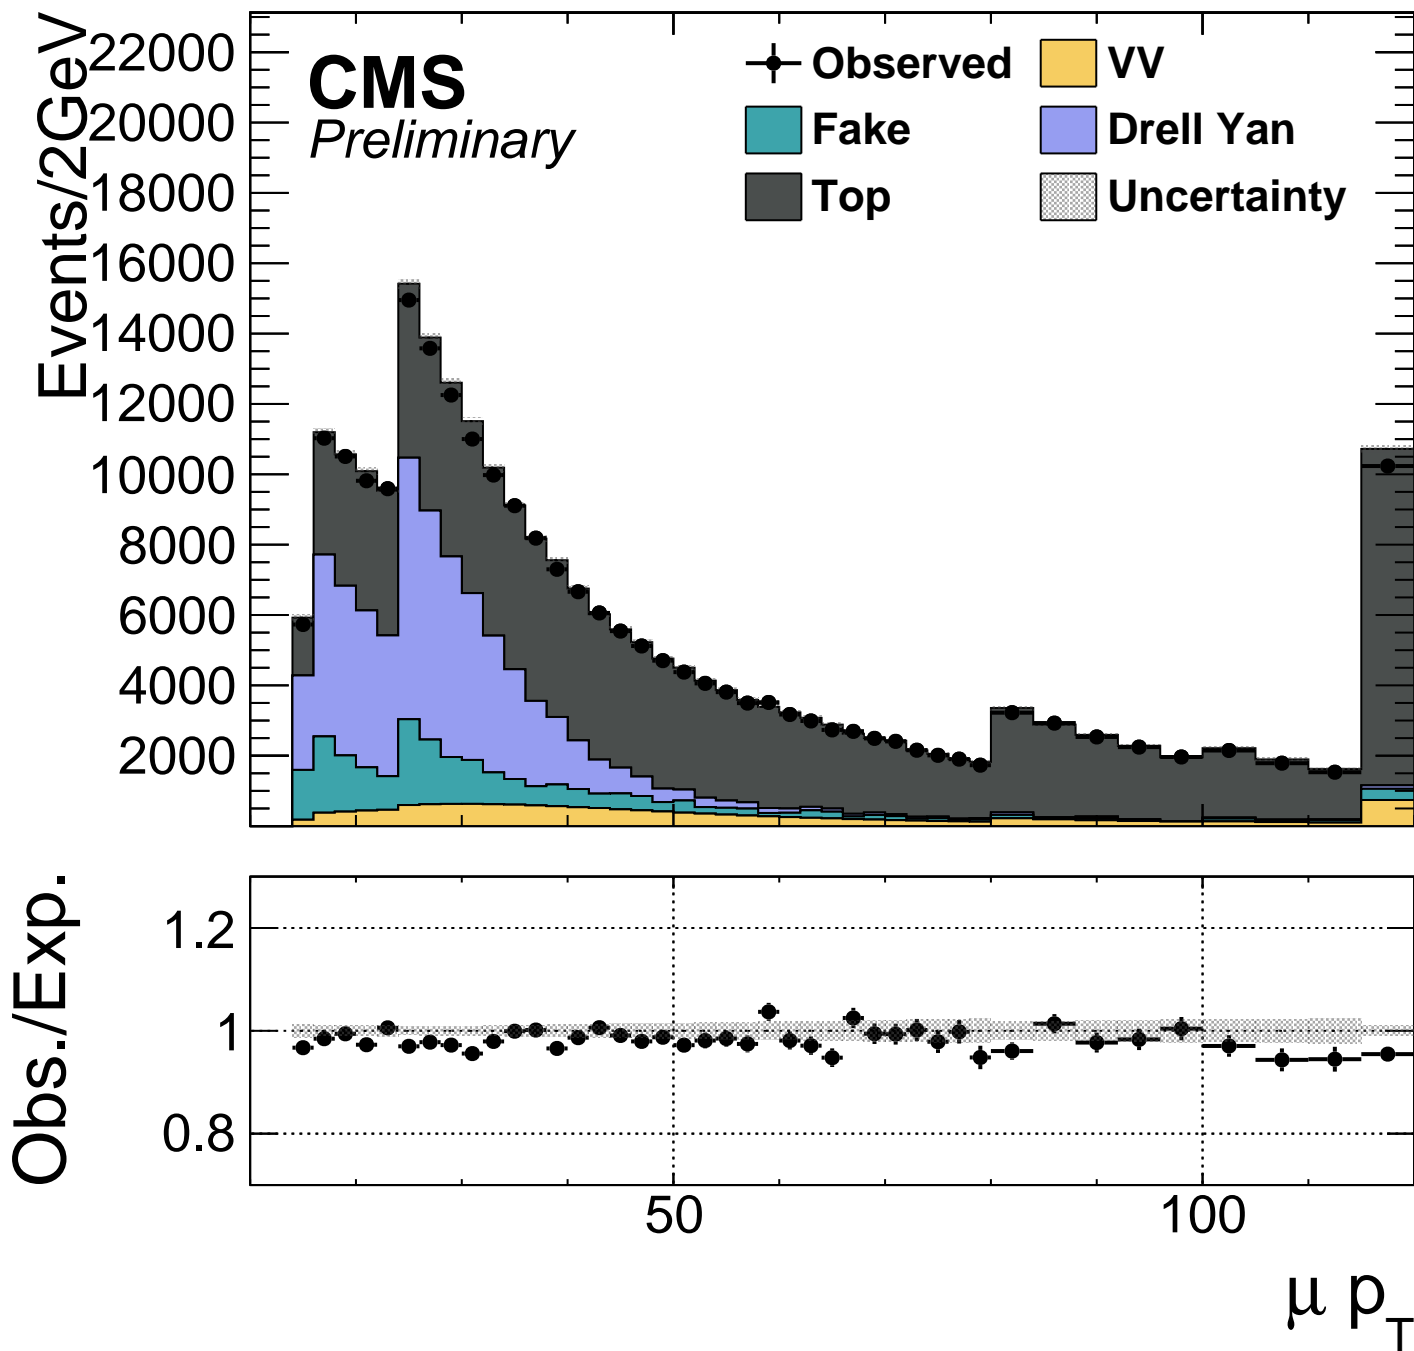 CMS
Preliminary
Observed
VV
Fake
Drell Yan
Top
Uncertainty
Events/2GeV
22000
20000
18000
16000
14000
12000
10000
8000
6000
4000
2000
Obs./Exp.
1.2
1
0.8
50
100
μ p_T